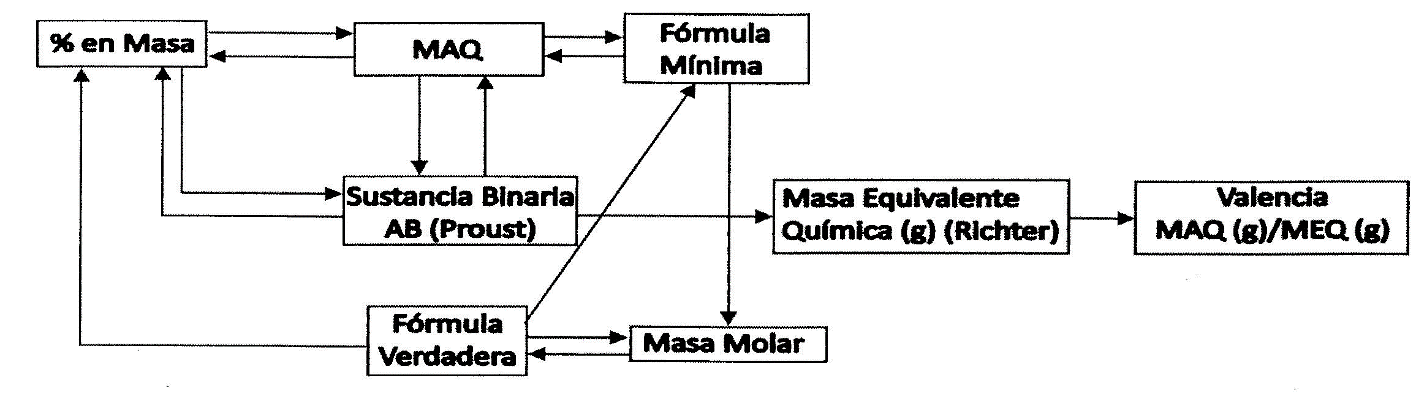 % en Masa
MAQ
Fórmula
Mínima
Sustancia Binaria
AB (Proust)
Masa Equivalente
Química (g) (Richter)
Valencia
MAQ (g)/MEQ (g)
Fórmula
Verdadera
Masa Molar